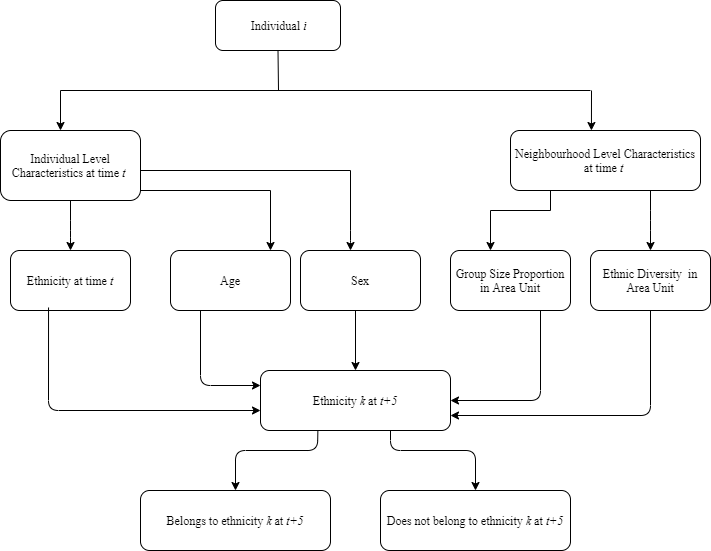 Individual i
Individual Level
Characteristics at time t
Neighbourhood Level Characteristics
at time t
Ethnicity at time t
Age
Sex
Group Size Proportion
in Area Unit
Ethnic Diversity in
Area Unit
Ethnicity k at t+5
Belongs to ethnicity k at t+5
Does not belong to ethnicity k at t+5